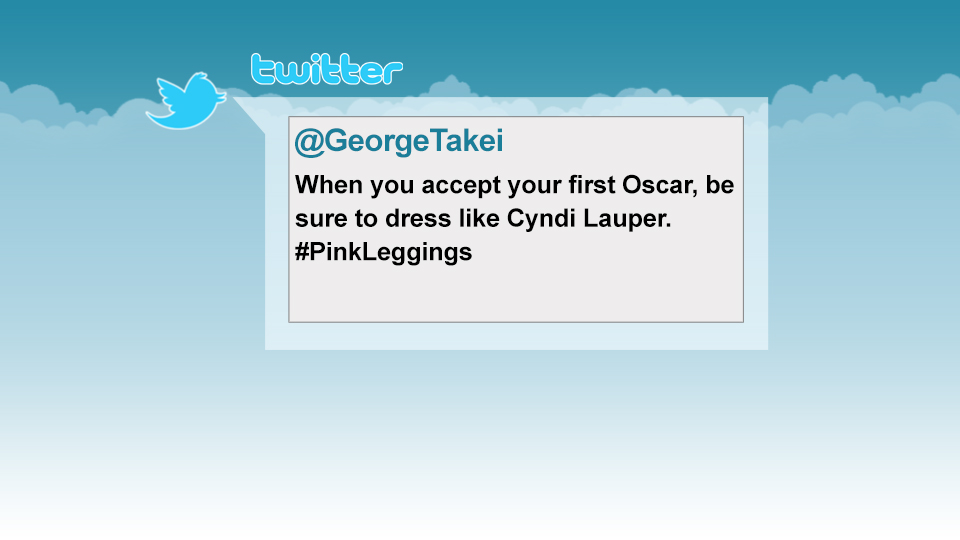 twitter
@GeorgeTakei
When you accept your first Oscar, be
sure to dress like Cyndi Lauper.
#PinkLeggings